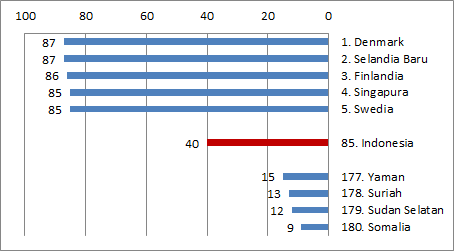 100 80 60 40 20 0
87 1. Denmark
87 2. Selandia Baru
86 3. Finlandia
85 4. Singapura
85 5. Swedia
40 85. Indonesia
15 177. Yaman
13 178. Suriah
12 179. Sudan Selatan
9 180. Somalia